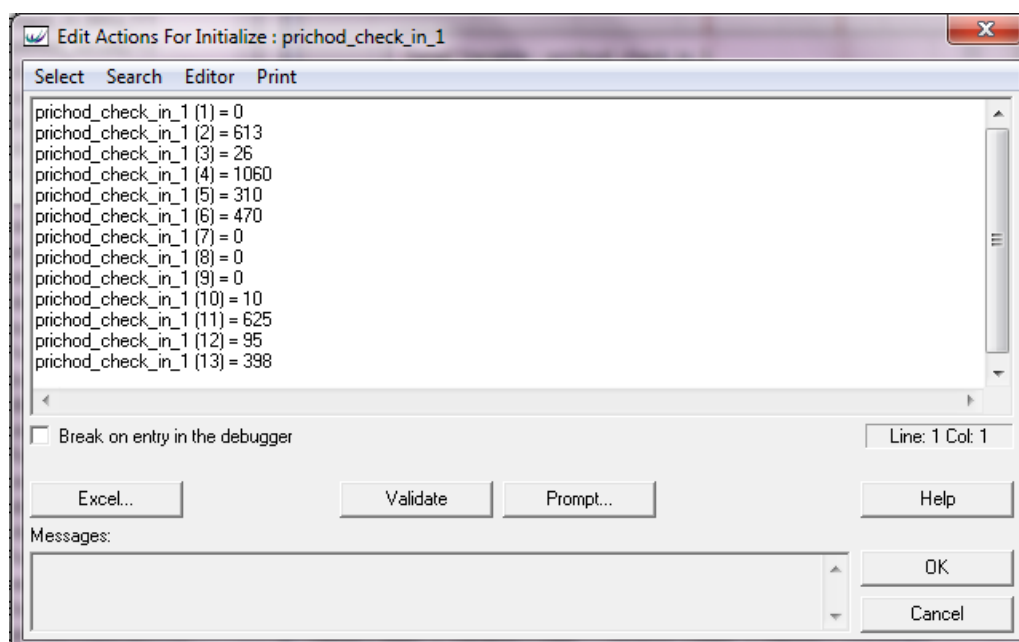 Edit Actions For Initialize : prichod_check_in_1
Select Search Editor Print
prichod_check_in_1 (1) = 0
prichod_check_in_1 (2) = 613
prichod_check_in_1 (3) = 26
prichod_check_in_1 (4) = 1060
prichod_check_in_1 (5) = 310
prichod_check_in_1 (6) = 470
prichod_check_in_1 (7) = 0
prichod_check_in_1 (8) = 0
prichod_check_in_1 (9) = 0
prichod_check_in_1 (10) = 10
prichod_check_in_1 (11) = 625
prichod_check_in_1 (12) = 95
prichod_check_in_1 (13) = 398
Break on entry in the debugger
Line: 1 Col: 1
Excel... Validate Prompt... Help
Messages:
OK
Cancel